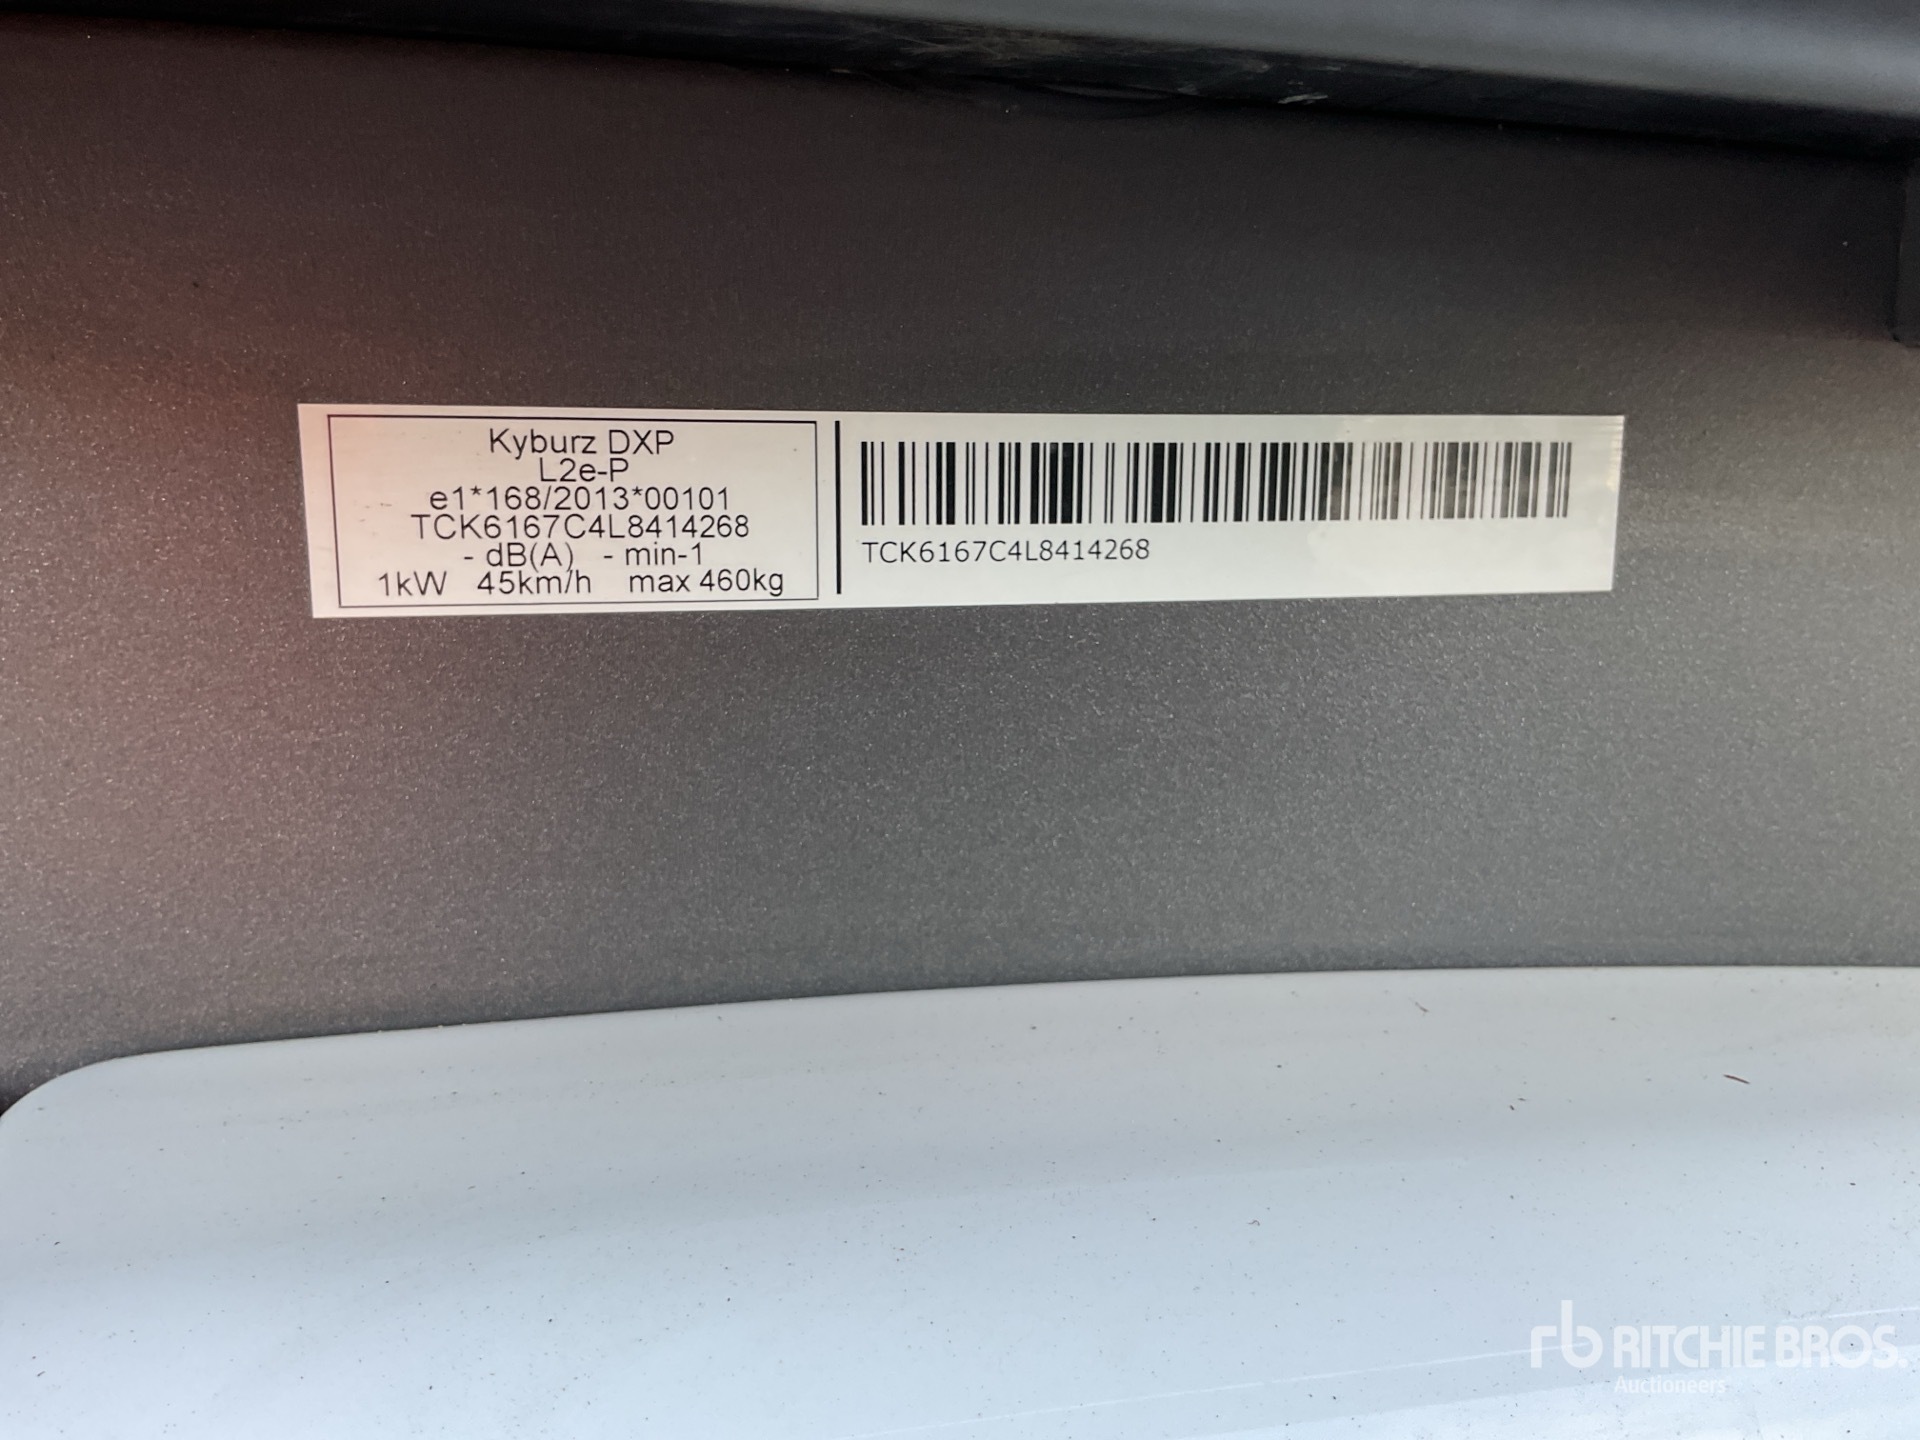 Kyburz DXP
L2e-P
e1*168/2013*00101
TCK6167C4L8414268
- dB(A) - min-1
1kW 45km/h max 460kg
TCK6167C4L8414268
rb RITCHIE BROS.
Auctioneers